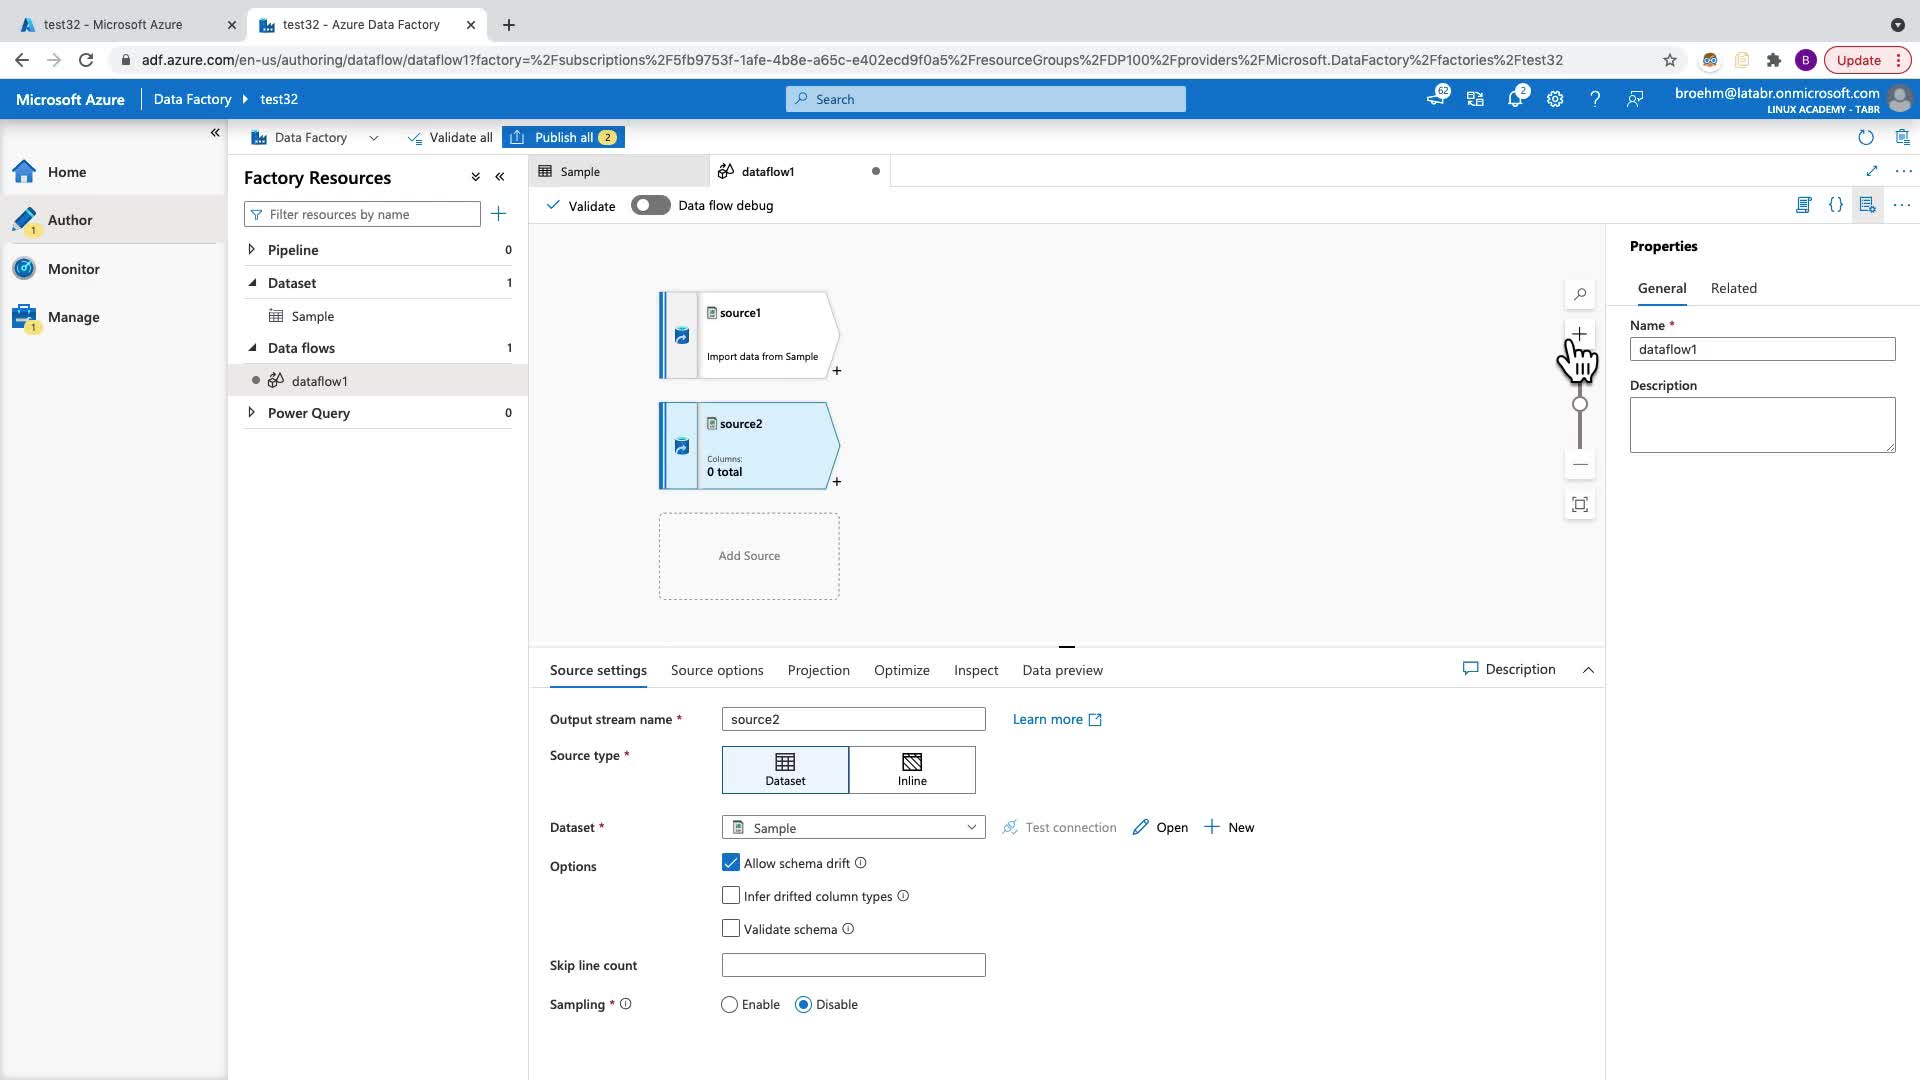 test32 - Microsoft Azure
test32 - Azure Data Factory
adf.azure.com/en-us/authoring/dataflow/dataflow1?factory=%2Fsubscriptions%2F5fb9753f-1afe-4b8e-a65c-e402ecd9f0a5%2FresourceGroups%2FDP100%2Fproviders%2FMicrosoft.DataFactory%2Ffactories%2Ftest32
B
Update
Microsoft Azure
Data Factory
test32
Search
62
2
broehm@latabr.onmicrosoft.com
LINUX ACADEMY - TABR
Data Factory
Validate all
Publish all 2
Home
Author
1
Monitor
Manage
1
Factory Resources
Filter resources by name
Pipeline 0
Dataset 1
Sample
Data flows 1
dataflow1
Power Query 0
Sample
dataflow1
Validate
Data flow debug
source1
Import data from Sample
source2
Columns:
0 total
Add Source
Properties
General
Related
Name *
dataflow1
Description
Source settings
Source options
Projection
Optimize
Inspect
Data preview
Description
Output stream name *
source2
Learn more
Source type *
Dataset
Inline
Dataset *
Sample
Test connection
Open
New
Options
Allow schema drift
Infer drifted column types
Validate schema
Skip line count
Sampling *
Enable
Disable